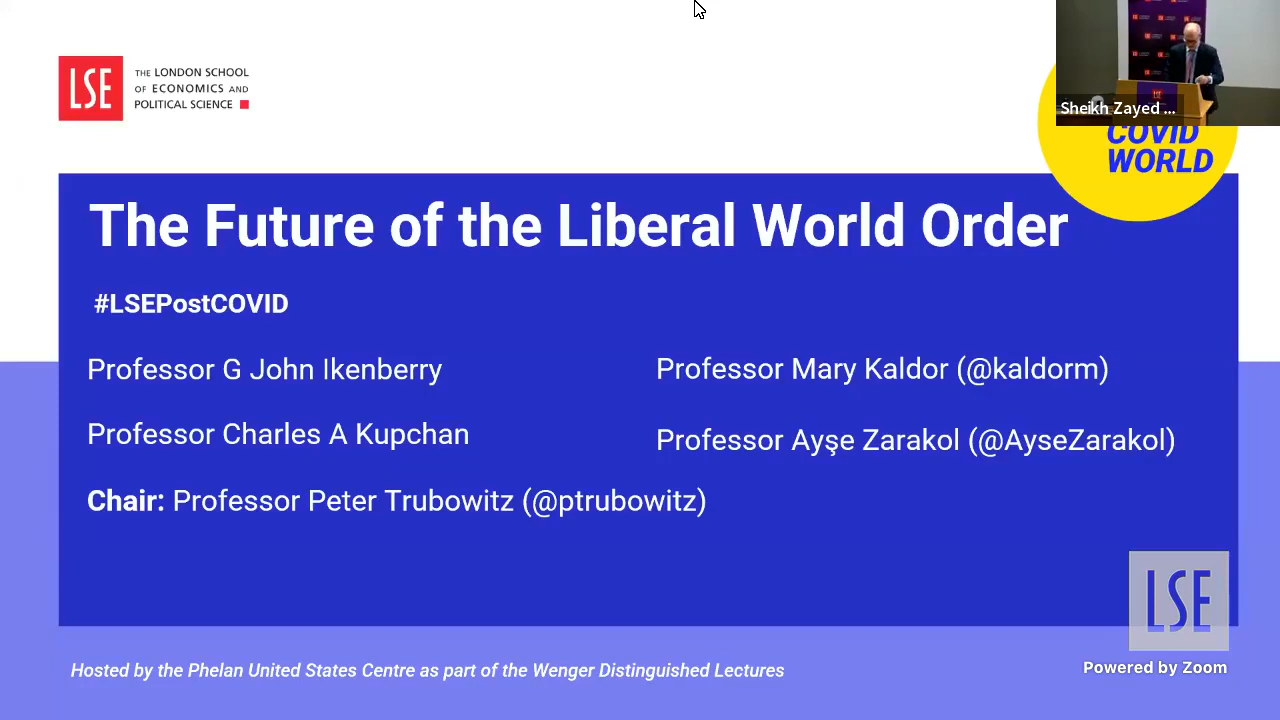 LSE
THE LONDON SCHOOL
OF ECONOMICS AND
POLITICAL SCIENCE
Sheikh Zayed ...
COVID
WORLD
The Future of the Liberal World Order
#LSEPostCOVID
Professor G John Ikenberry
Professor Mary Kaldor (@kaldorm)
Professor Charles A Kupchan
Professor Ayşe Zarakol (@AyseZarakol)
Chair: Professor Peter Trubowitz (@ptrubowitz)
LSE
Powered by Zoom
Hosted by the Phelan United States Centre as part of the Wenger Distinguished Lectures